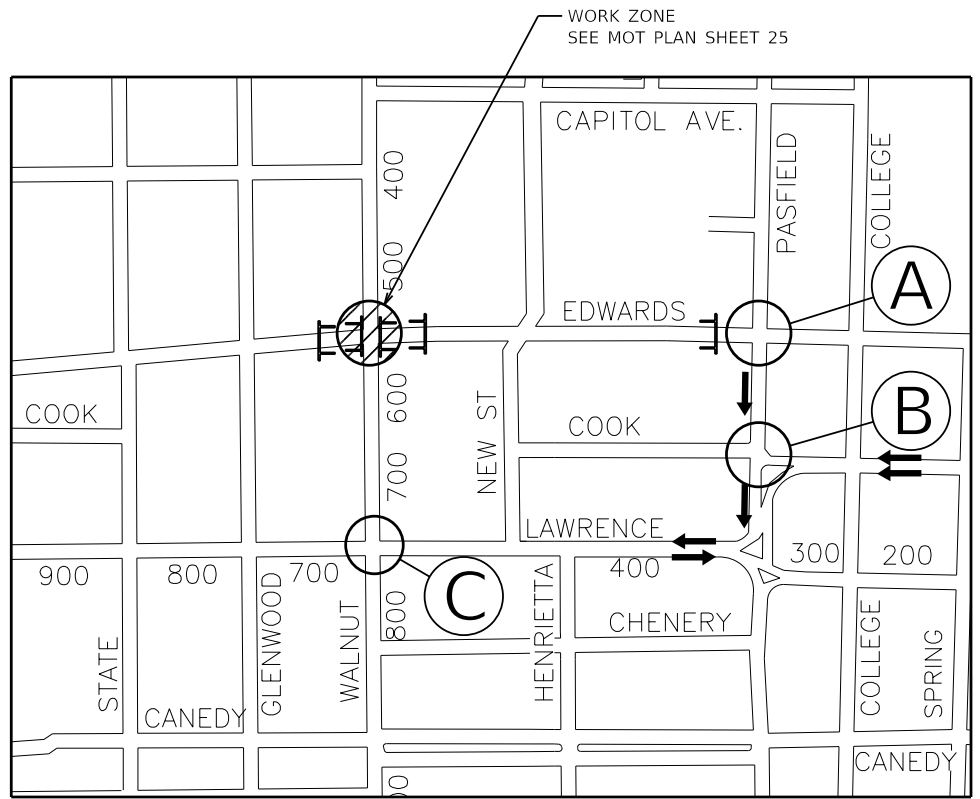 WORK ZONE
SEE MOT PLAN SHEET 25
CAPITOL AVE.
400
PASFIELD
COLLEGE
500
A
EDWARDS
600
B
COOK
NEW ST
COOK
700
LAWRENCE
900
800
700
400
300
200
C
GLENWOOD
WALNUT
800
HENRIETTA
CHENERY
STATE
COLLEGE
SPRING
CANEDY
CANEDY
00